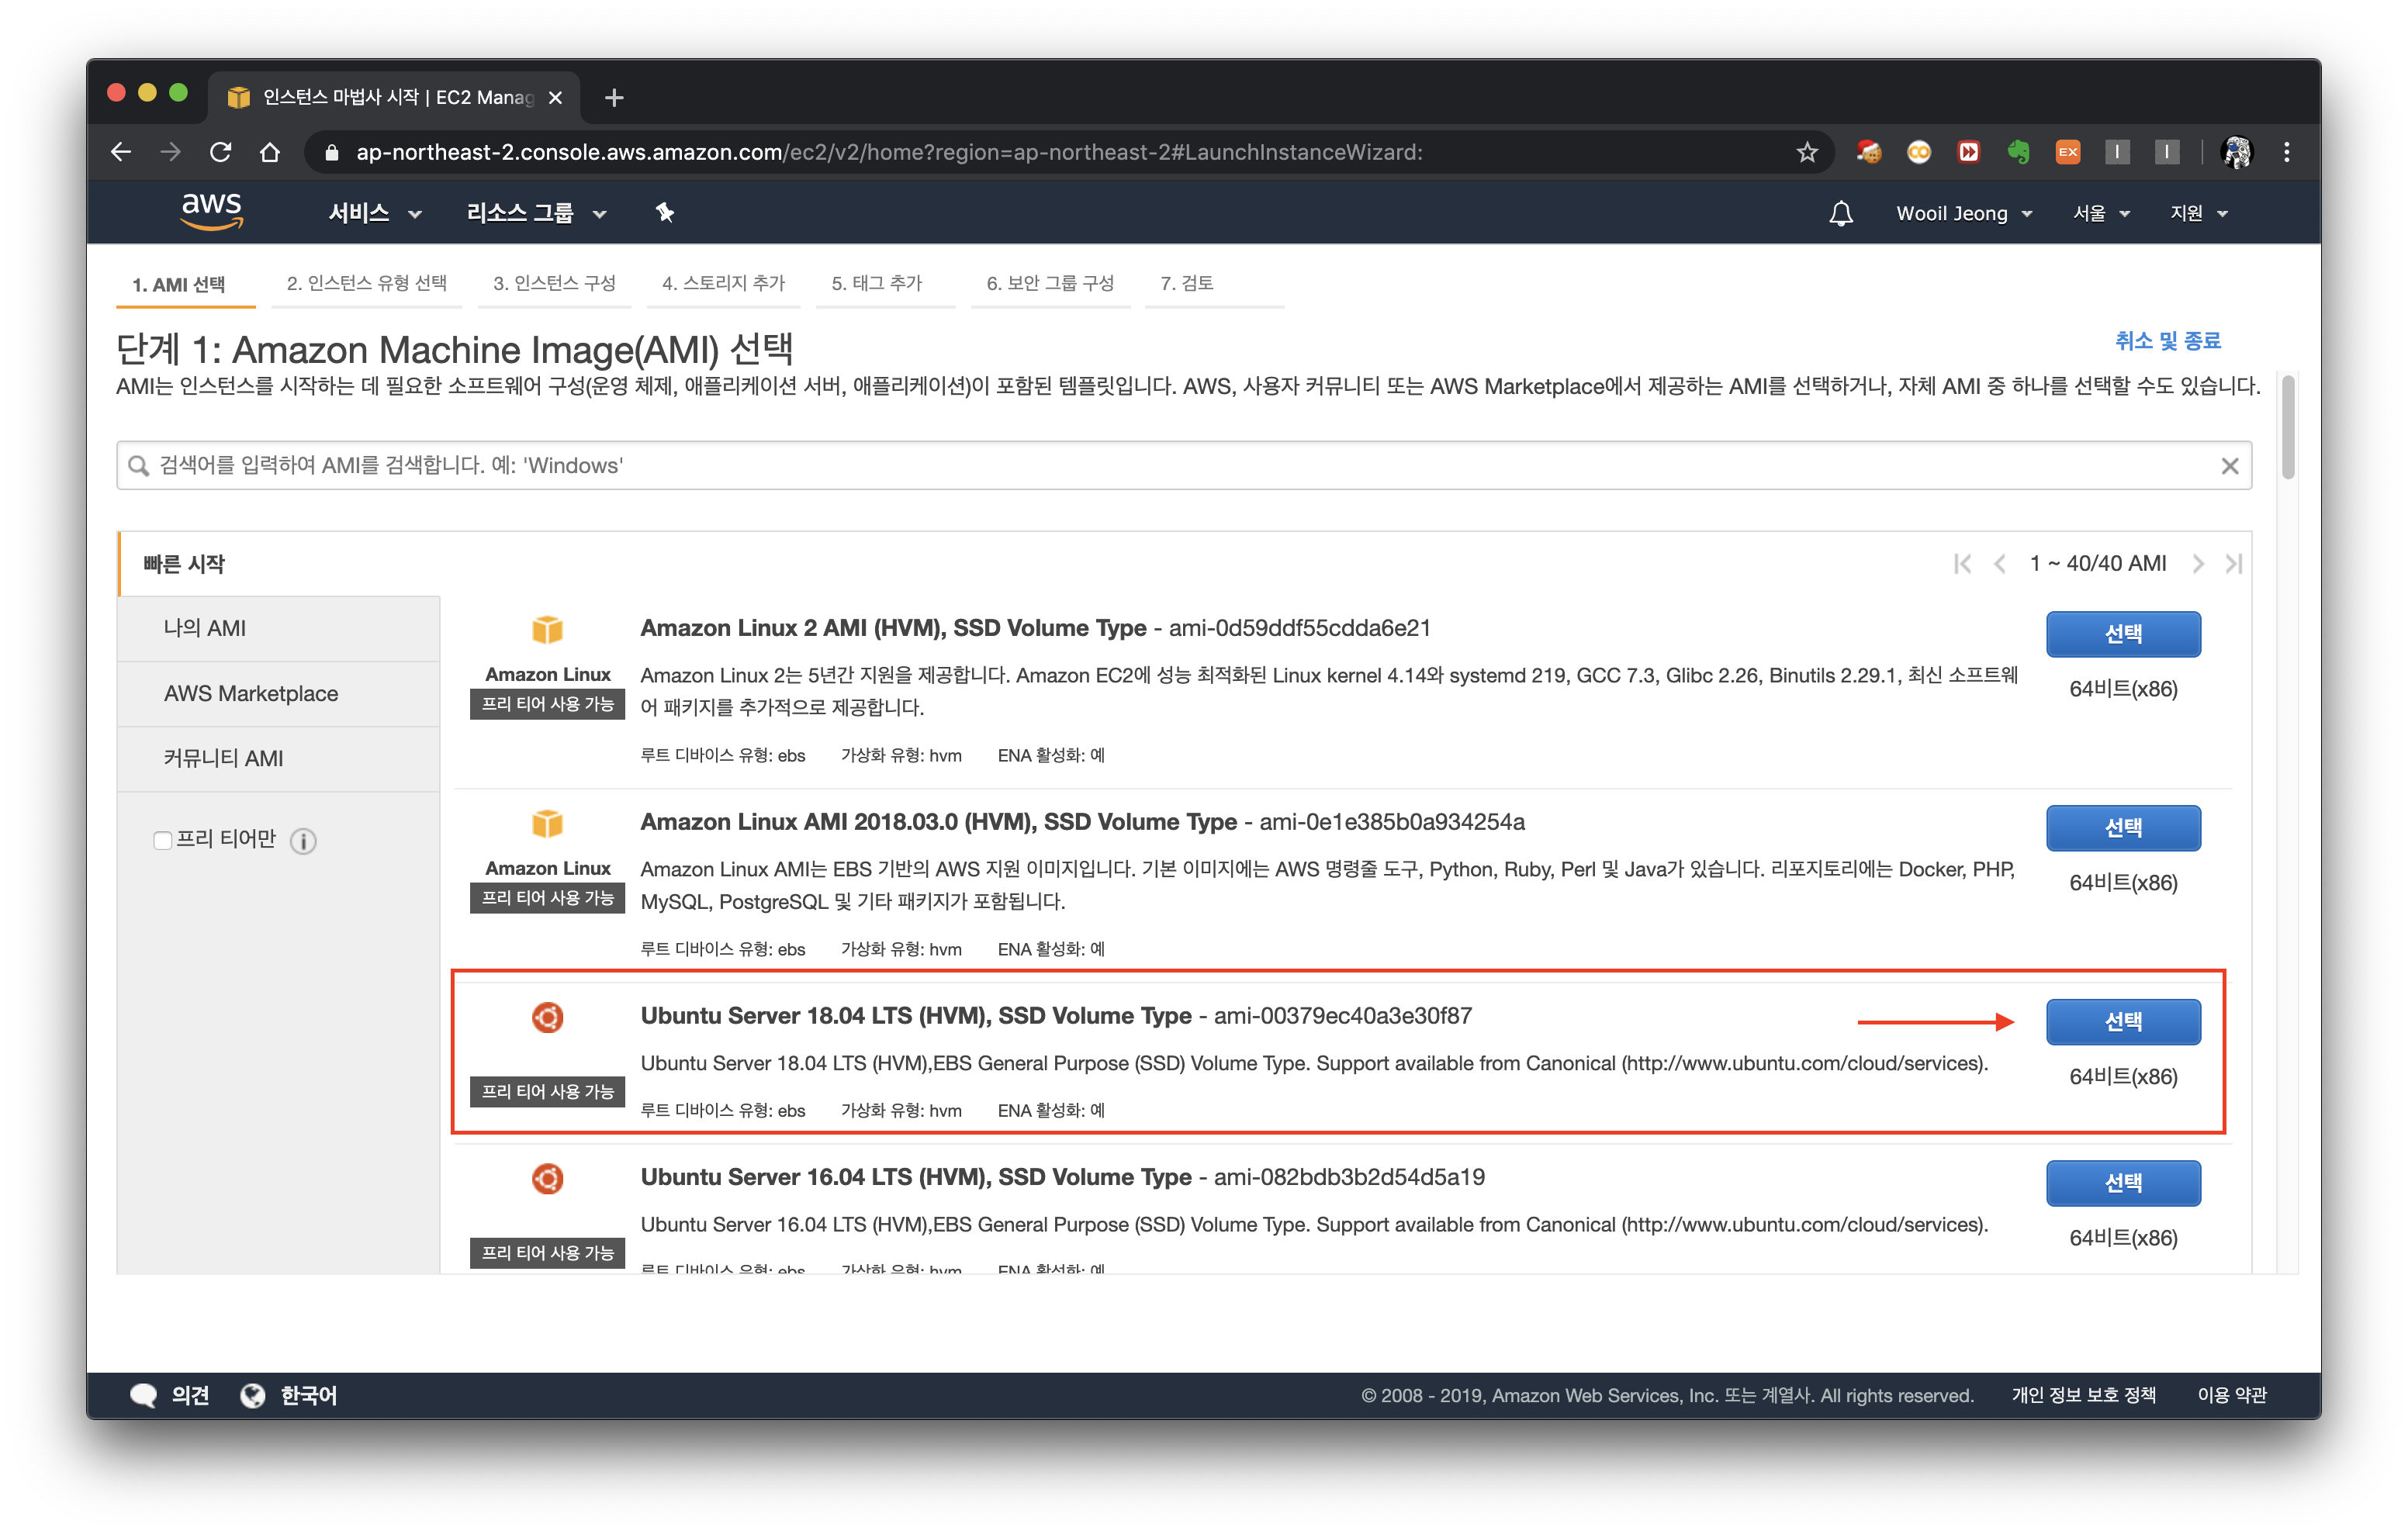 인스턴스 마법사 시작 | EC2 Manag
ap-northeast-2.console.aws.amazon.com/ec2/v2/home?region=ap-northeast-2#LaunchInstanceWizard:
EX
aws 서비스 리소스 그룹 Wooil Jeong 서울 지원
1. AMI 선택 2. 인스턴스 유형 선택 3. 인스턴스 구성 4. 스토리지 추가 5. 태그 추가 6. 보안 그룹 구성 7. 검토
단계 1: Amazon Machine Image(AMI) 선택
취소 및 종료
AMI는 인스턴스를 시작하는 데 필요한 소프트웨어 구성(운영 체제, 애플리케이션 서버, 애플리케이션)이 포함된 템플릿입니다. AWS, 사용자 커뮤니티 또는 AWS Marketplace에서 제공하는 AMI를 선택하거나, 자체 AMI 중 하나를 선택할 수도 있습니다.
검색어를 입력하여 AMI를 검색합니다. 예: 'Windows'
빠른 시작
1 ~ 40/40 AMI
나의 AMI
AWS Marketplace
커뮤니티 AMI
프리 티어만
Amazon Linux
프리 티어 사용 가능
Amazon Linux 2 AMI (HVM), SSD Volume Type - ami-0d59ddf55cdda6e21
Amazon Linux 2는 5년간 지원을 제공합니다. Amazon EC2에 성능 최적화된 Linux kernel 4.14와 systemd 219, GCC 7.3, Glibc 2.26, Binutils 2.29.1, 최신 소프트웨
어 패키지를 추가적으로 제공합니다.
루트 디바이스 유형: ebs 가상화 유형: hvm ENA 활성화: 예
선택
64비트(x86)
Amazon Linux
프리 티어 사용 가능
Amazon Linux AMI 2018.03.0 (HVM), SSD Volume Type - ami-0e1e385b0a934254a
Amazon Linux AMI는 EBS 기반의 AWS 지원 이미지입니다. 기본 이미지에는 AWS 명령줄 도구, Python, Ruby, Perl 및 Java가 있습니다. 리포지토리에는 Docker, PHP,
MySQL, PostgreSQL 및 기타 패키지가 포함됩니다.
루트 디바이스 유형: ebs 가상화 유형: hvm ENA 활성화: 예
선택
64비트(x86)
프리 티어 사용 가능
Ubuntu Server 18.04 LTS (HVM), SSD Volume Type - ami-00379ec40a3e30f87
Ubuntu Server 18.04 LTS (HVM),EBS General Purpose (SSD) Volume Type. Support available from Canonical (http://www.ubuntu.com/cloud/services).
루트 디바이스 유형: ebs 가상화 유형: hvm ENA 활성화: 예
선택
64비트(x86)
프리 티어 사용 가능
Ubuntu Server 16.04 LTS (HVM), SSD Volume Type - ami-082bdb3b2d54d5a19
Ubuntu Server 16.04 LTS (HVM),EBS General Purpose (SSD) Volume Type. Support available from Canonical (http://www.ubuntu.com/cloud/services).
루트 디바이스 유형: ebs 가상화 유형: hvm ENA 활성화: 예
선택
64비트(x86)
의견 한국어
© 2008 - 2019, Amazon Web Services, Inc. 또는 계열사. All rights reserved. 개인 정보 보호 정책 이용 약관